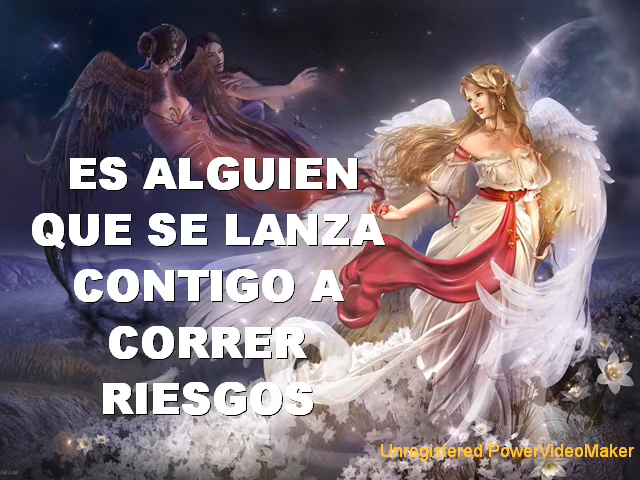 ES ALGUIEN
QUE SE LANZA
CONTIGO A
CORRER
RIESGOS
Unregistered PowerVideoMaker